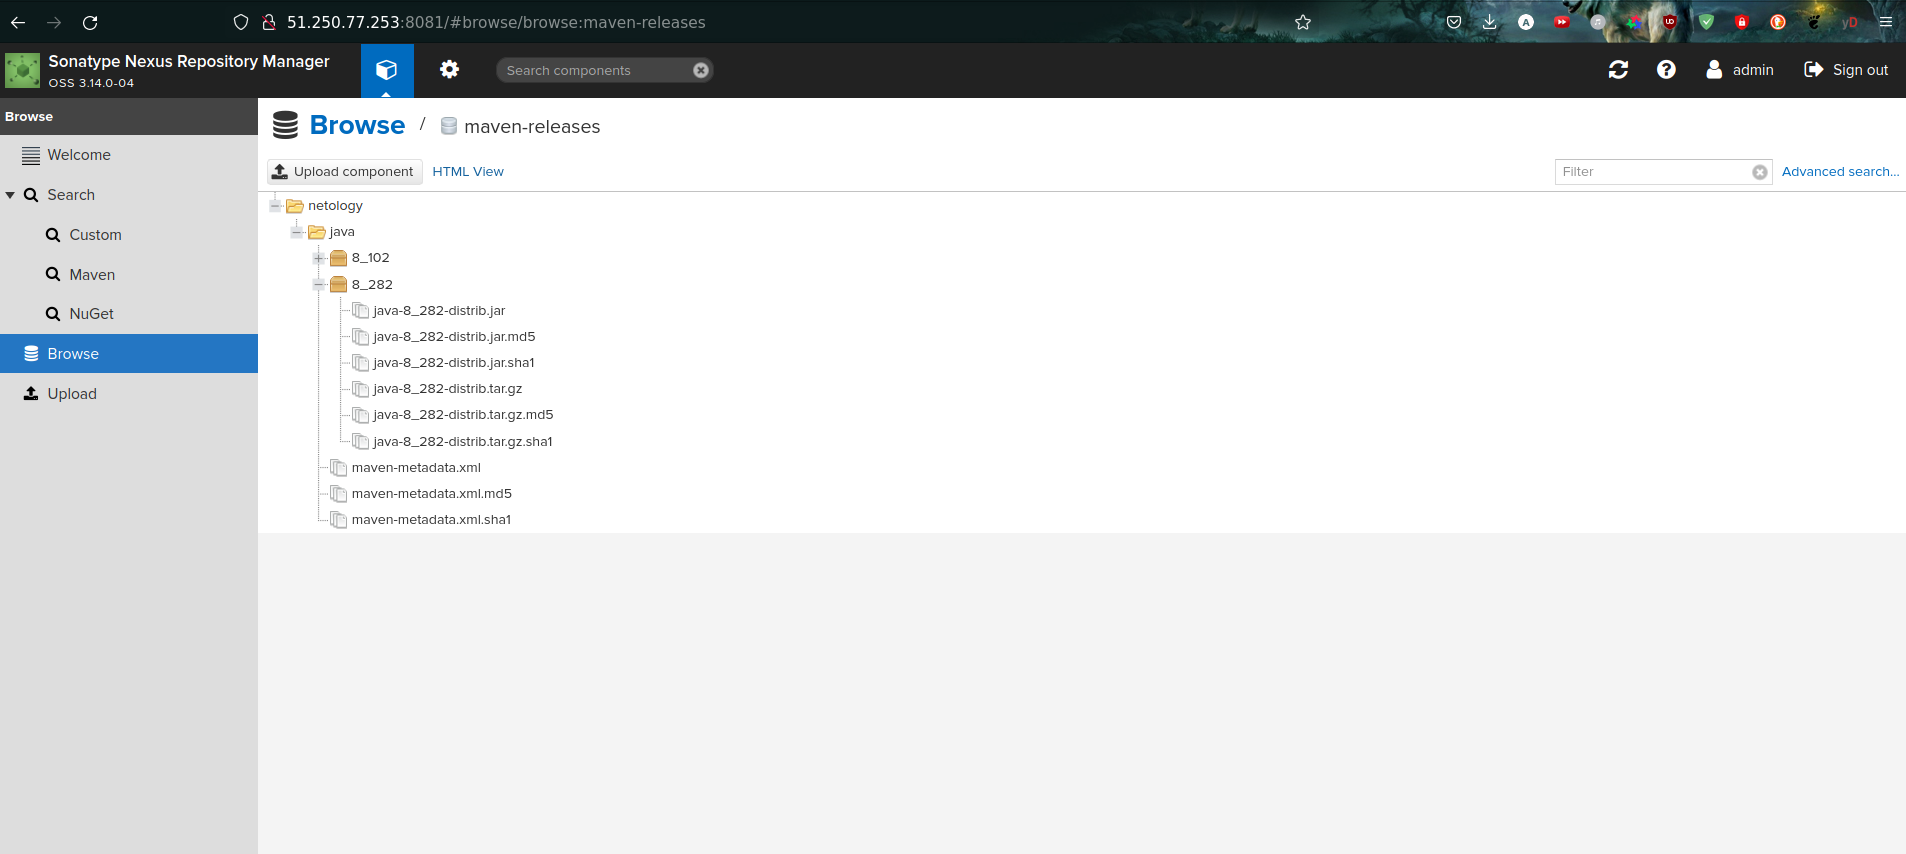 51.250.77.253:8081/#browse/browse:maven-releases
Sonatype Nexus Repository Manager
OSS 3.14.0-04
Search components
admin
Sign out
Browse
Welcome
Search
Custom
Maven
NuGet
Browse
Upload
Browse / maven-releases
Upload component
HTML View
Filter
Advanced search...
netology
java
8_102
8_282
java-8_282-distrib.jar
java-8_282-distrib.jar.md5
java-8_282-distrib.jar.sha1
java-8_282-distrib.tar.gz
java-8_282-distrib.tar.gz.md5
java-8_282-distrib.tar.gz.sha1
maven-metadata.xml
maven-metadata.xml.md5
maven-metadata.xml.sha1